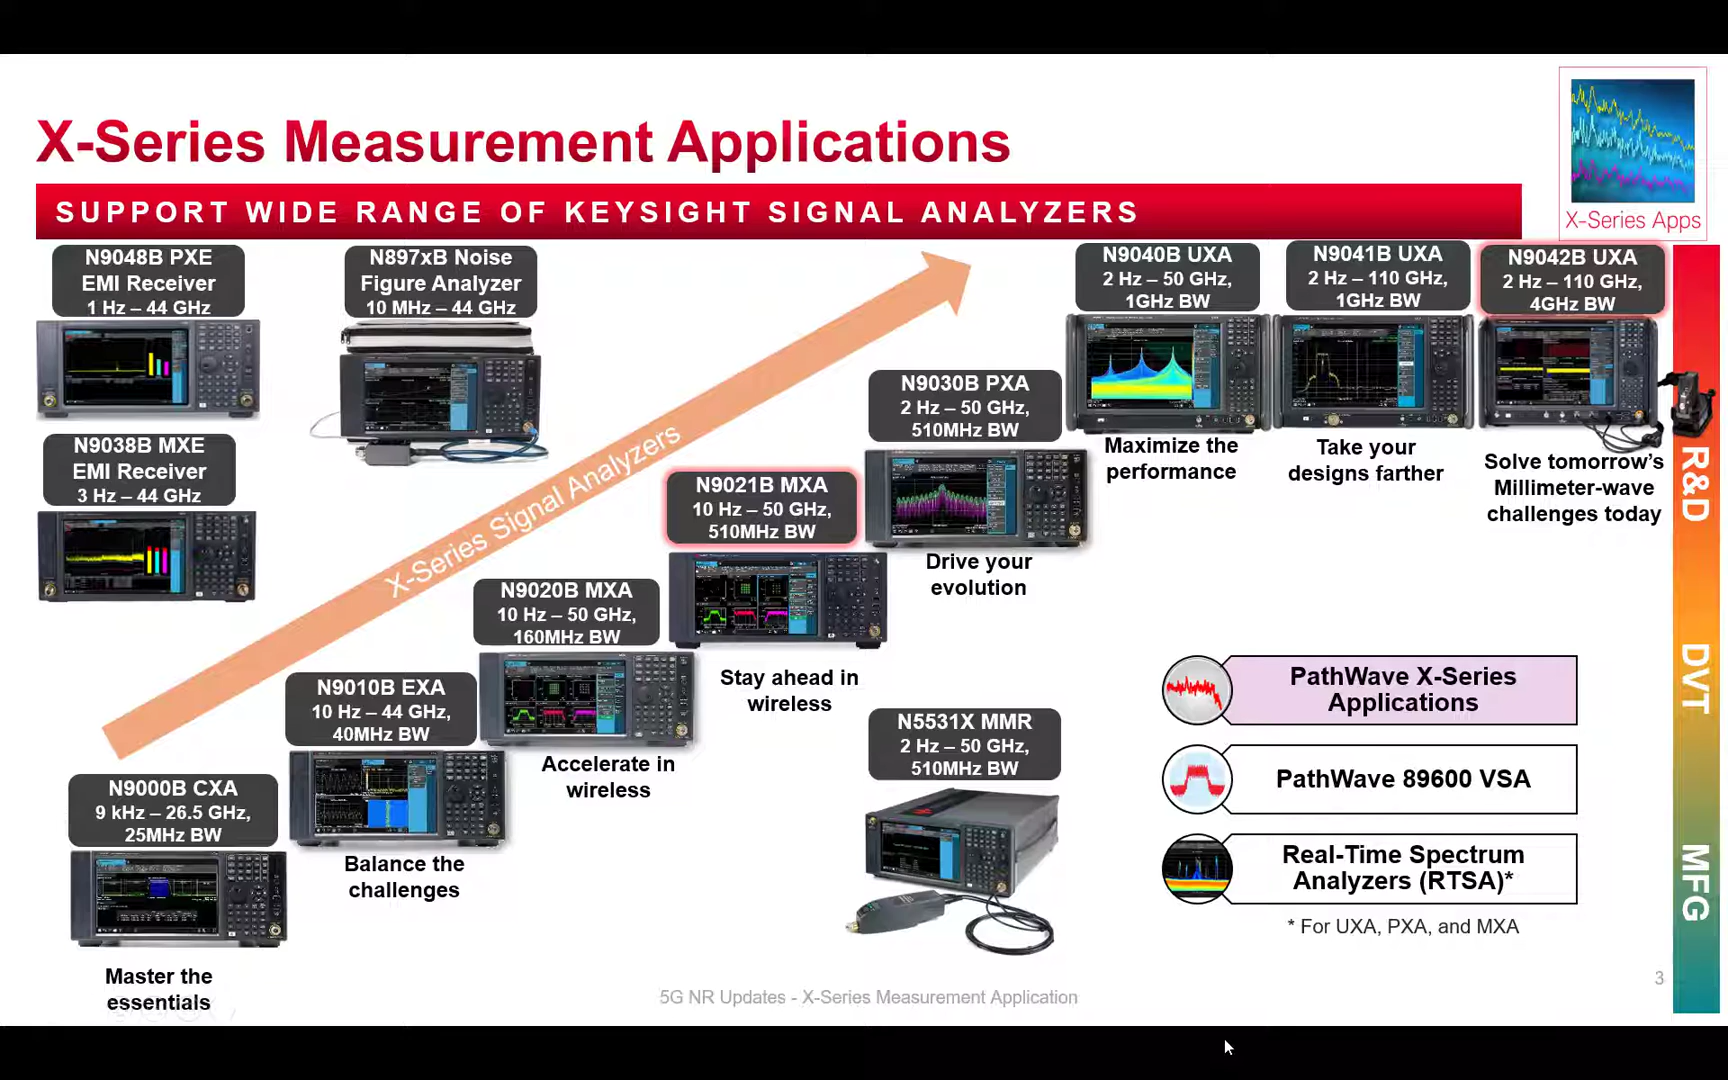 X-Series Measurement Applications
SUPPORT WIDE RANGE OF KEYSIGHT SIGNAL ANALYZERS
X-Series Apps
N9048B PXE
EMI Receiver
1 Hz – 44 GHz
N897xB Noise
Figure Analyzer
10 MHz – 44 GHz
N9040B UXA
2 Hz – 50 GHz,
1GHz BW
N9041B UXA
2 Hz – 110 GHz,
1GHz BW
N9042B UXA
2 Hz – 110 GHz,
4GHz BW
N9038B MXE
EMI Receiver
3 Hz – 44 GHz
X-Series Signal Analyzers
N9030B PXA
2 Hz – 50 GHz,
510MHz BW
Maximize the
performance
Take your
designs farther
Solve tomorrow's
Millimeter-wave
challenges today
N9021B MXA
10 Hz – 50 GHz,
510MHz BW
Drive your
evolution
N9020B MXA
10 Hz – 50 GHz,
160MHz BW
Stay ahead in
wireless
N9010B EXA
10 Hz – 44 GHz,
40MHz BW
Accelerate in
wireless
N5531X MMR
2 Hz – 50 GHz,
510MHz BW
N9000B CXA
9 kHz – 26.5 GHz,
25MHz BW
Balance the
challenges
Master the
essentials
PathWave X-Series
Applications
PathWave 89600 VSA
Real-Time Spectrum
Analyzers (RTSA)*
* For UXA, PXA, and MXA
R&D
DVT
MFG
5G NR Updates - X-Series Measurement Application
3